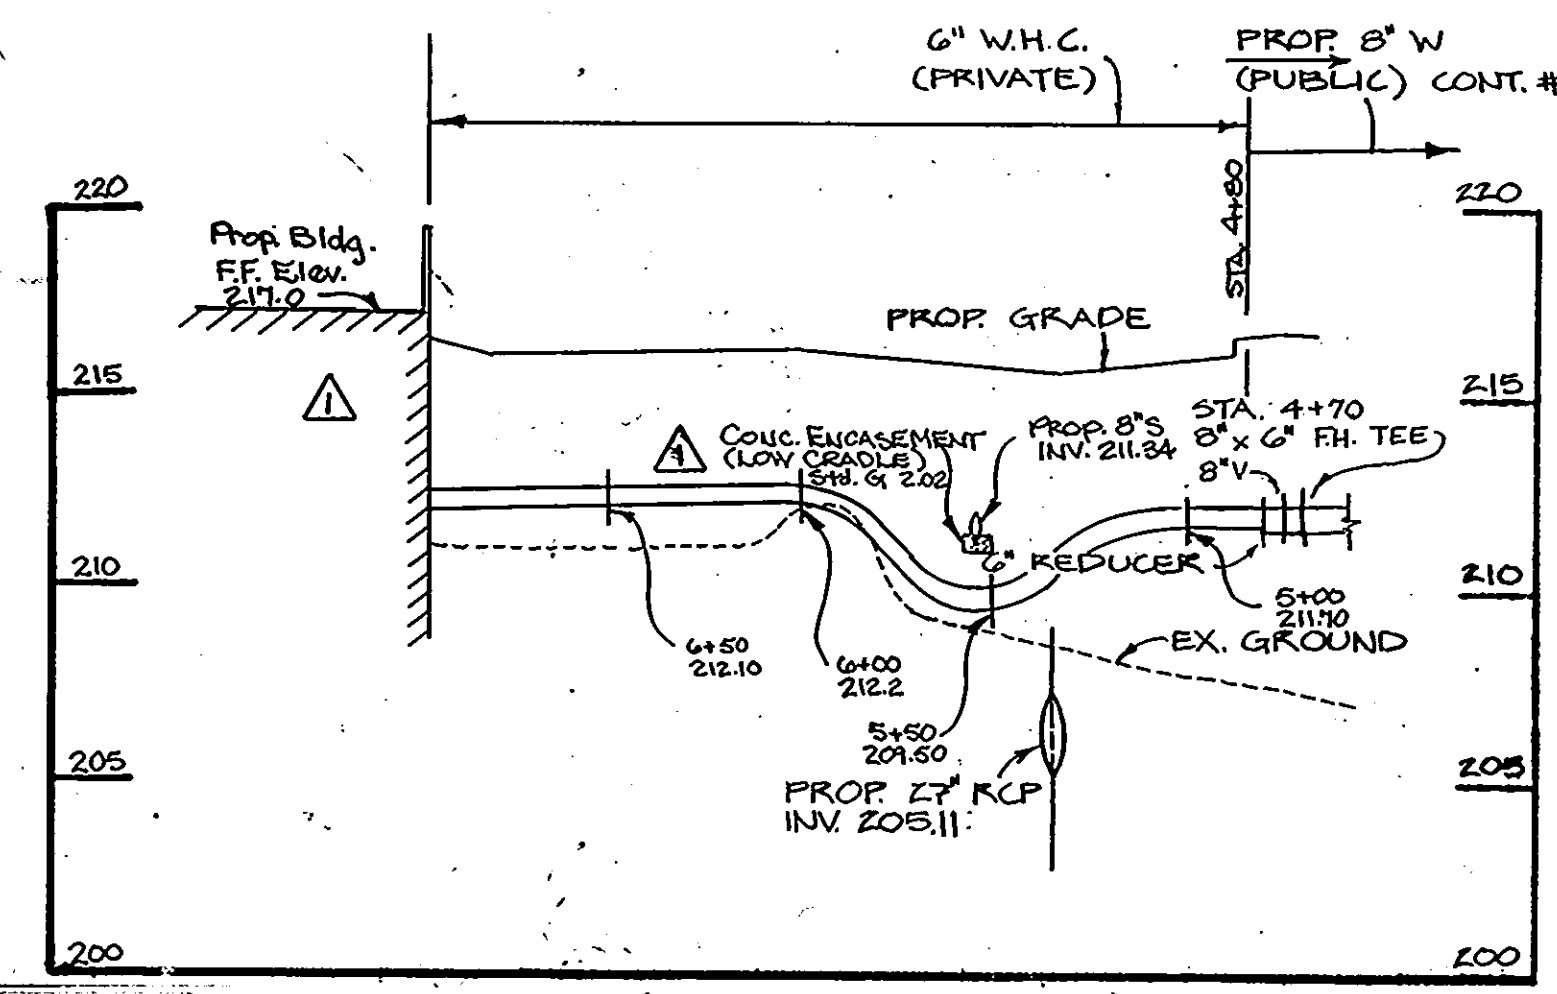 6" W.H.C.
(PRIVATE)
PROP. 8" W
(PUBLIC) CONT. #
STA. 4+80
220
220
Prop. Bldg.
F.F. Elev.
217.0
PROP. GRADE
215
215
1
1
CONC. ENCASEMENT
(LOW CRADLE)
Std. G 2.02
PROP. 8"S
INV. 211.34
STA. 4+70
8" x 6" F.H. TEE
8"V
6" REDUCER
210
210
5+00
211.70
EX. GROUND
6+50
212.10
6+00
212.2
5+50
209.50
205
205
PROP. 27" RCP
INV. 205.11
200
200